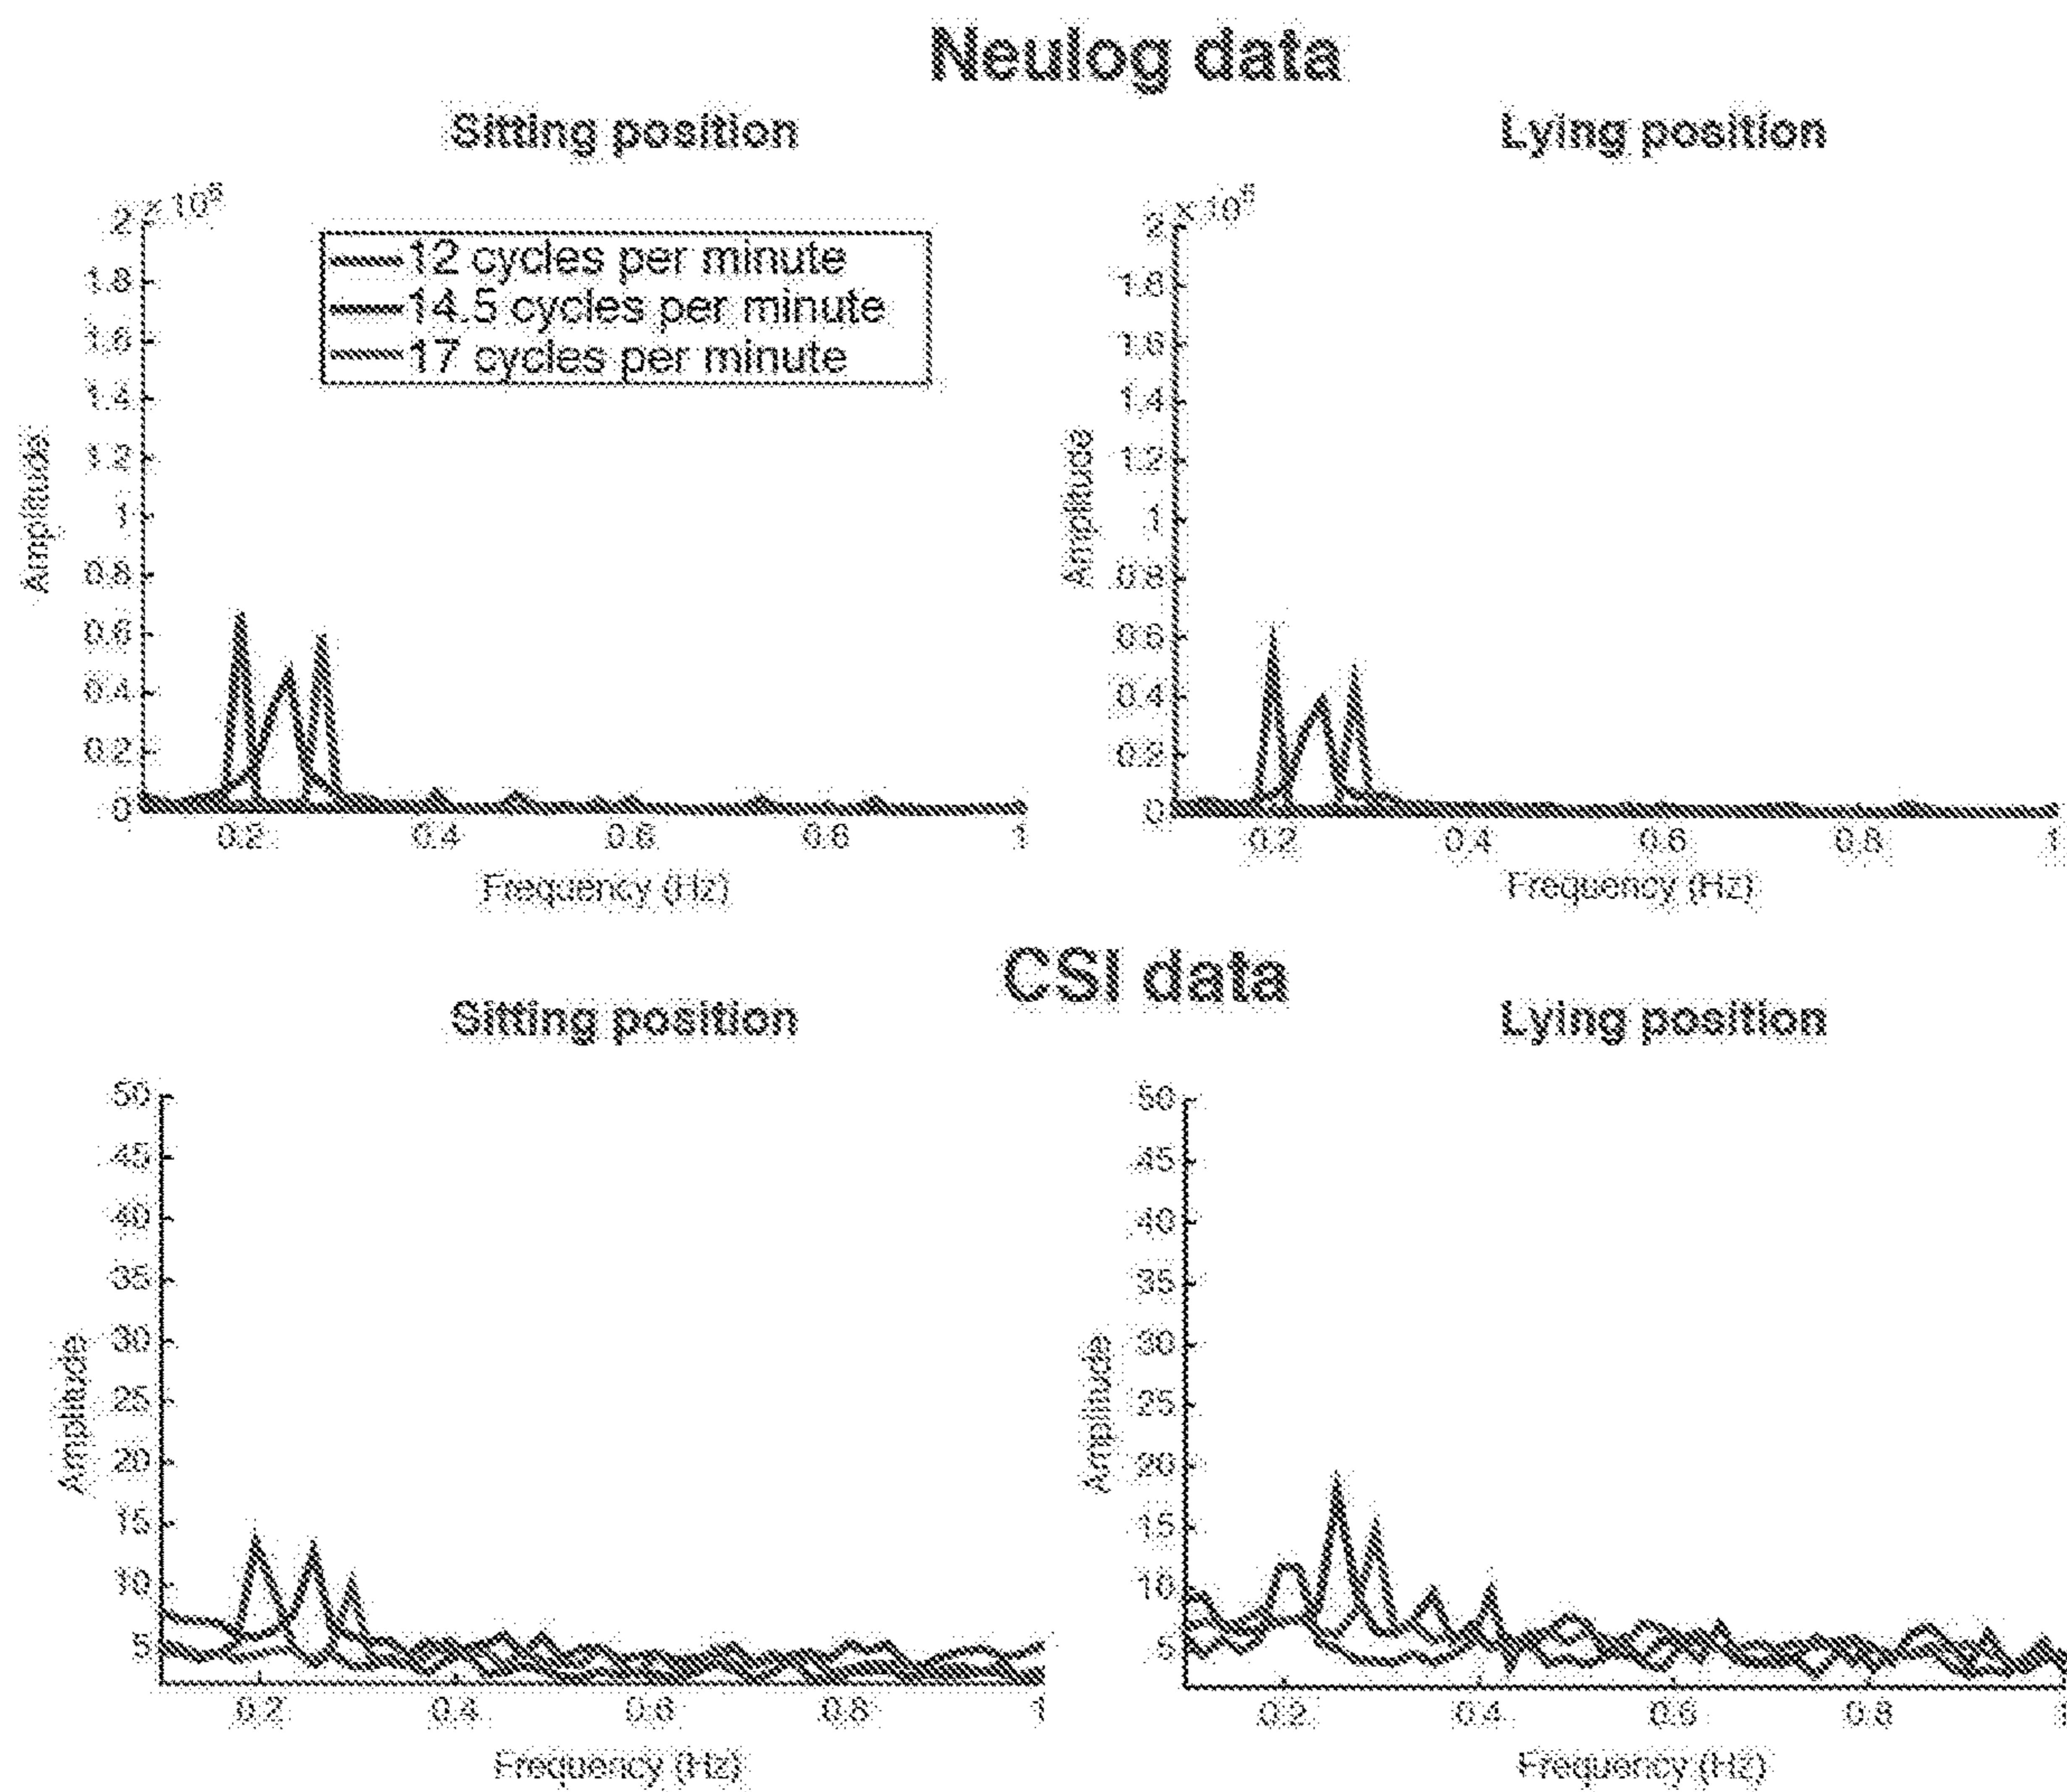 Neulog data
Sitting position
Lying position
2
1.8
1.6
1.4
1.2
1
0.8
0.6
0.4
0.2
0
Amplitude
12 cycles per minute
14.5 cycles per minute
17 cycles per minute
0.2 0.4 0.6 1
Frequency (Hz)
2
1.8
1.6
1.4
1.2
1
0.8
0.6
0.4
0.2
0
Amplitude
0.2 0.4 0.6 0.8 1
Frequency (Hz)
CSI data
Sitting position
Lying position
50
45
40
35
30
25
20
15
10
5
Amplitude
0.2 0.4 0.6 0.8 1
Frequency (Hz)
50
45
40
35
30
25
20
15
10
5
Amplitude
0.2 0.4 0.6 0.8 1
Frequency (Hz)